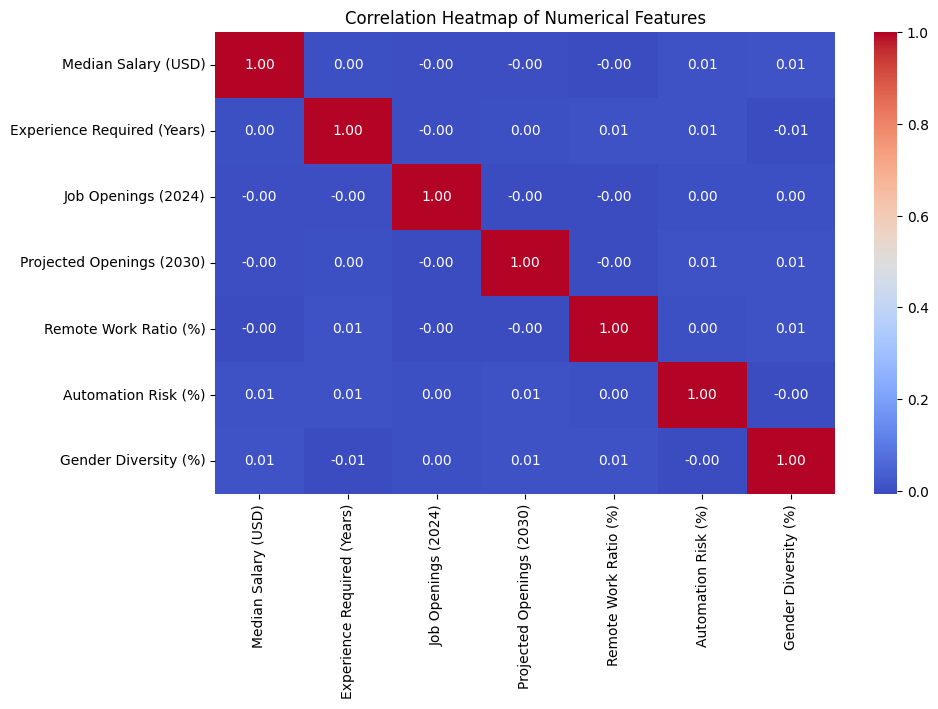 Correlation Heatmap of Numerical Features
Median Salary (USD) 1.00 0.00 -0.00 -0.00 -0.00 0.01 0.01
Experience Required (Years) 0.00 1.00 -0.00 0.00 0.01 0.01 -0.01
Job Openings (2024) -0.00 -0.00 1.00 -0.00 -0.00 0.00 0.00
Projected Openings (2030) -0.00 0.00 -0.00 1.00 -0.00 0.01 0.01
Remote Work Ratio (%) -0.00 0.01 -0.00 -0.00 1.00 0.00 0.01
Automation Risk (%) 0.01 0.01 0.00 0.01 0.00 1.00 -0.00
Gender Diversity (%) 0.01 -0.01 0.00 0.01 0.01 -0.00 1.00
Median Salary (USD)
Experience Required (Years)
Job Openings (2024)
Projected Openings (2030)
Remote Work Ratio (%)
Automation Risk (%)
Gender Diversity (%)
1.0
0.8
0.6
0.4
0.2
0.0